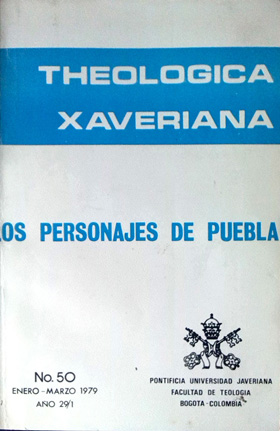 THEOLOGICA
XAVERIANA
LOS PERSONAJES DE PUEBLA
No. 50
ENERO - MARZO 1979
AÑO 29/1
PONTIFICIA UNIVERSIDAD JAVERIANA
FACULTAD DE TEOLOGIA
BOGOTA - COLOMBIA